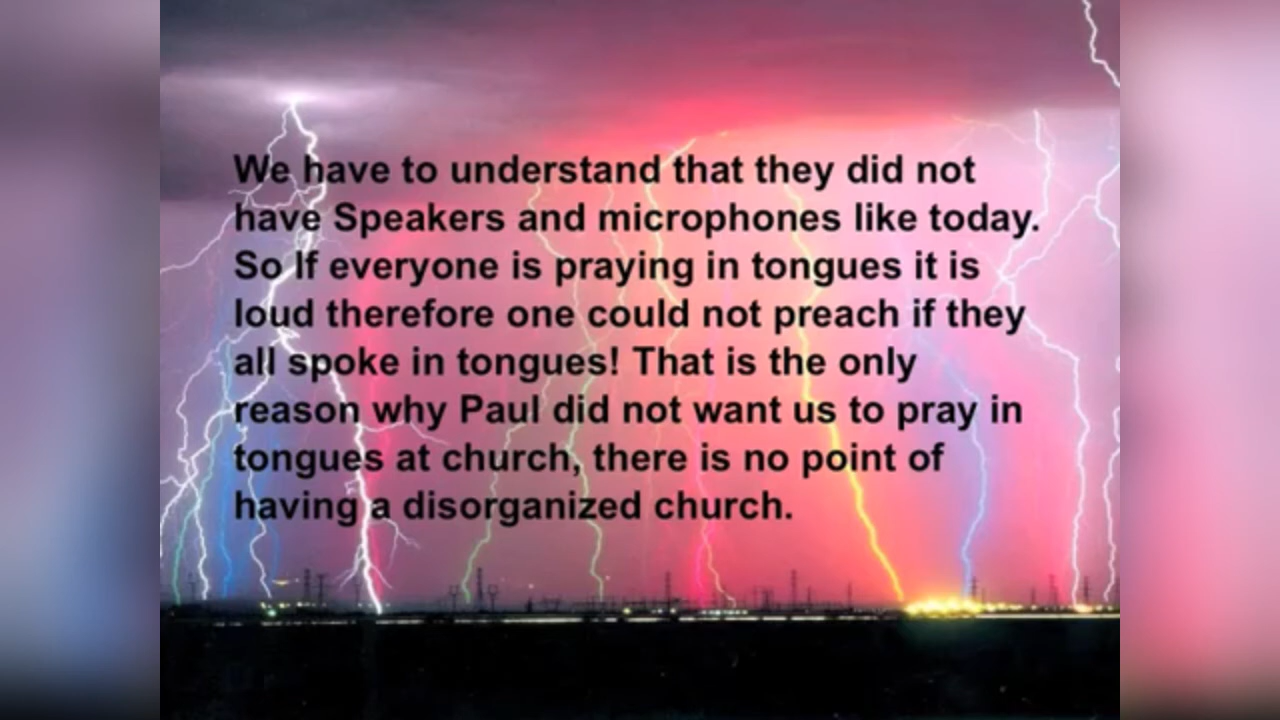 We have to understand that they did not
have Speakers and microphones like today.
So If everyone is praying in tongues it is
loud therefore one could not preach if they
all spoke in tongues! That is the only
reason why Paul did not want us to pray in
tongues at church, there is no point of
having a disorganized church.